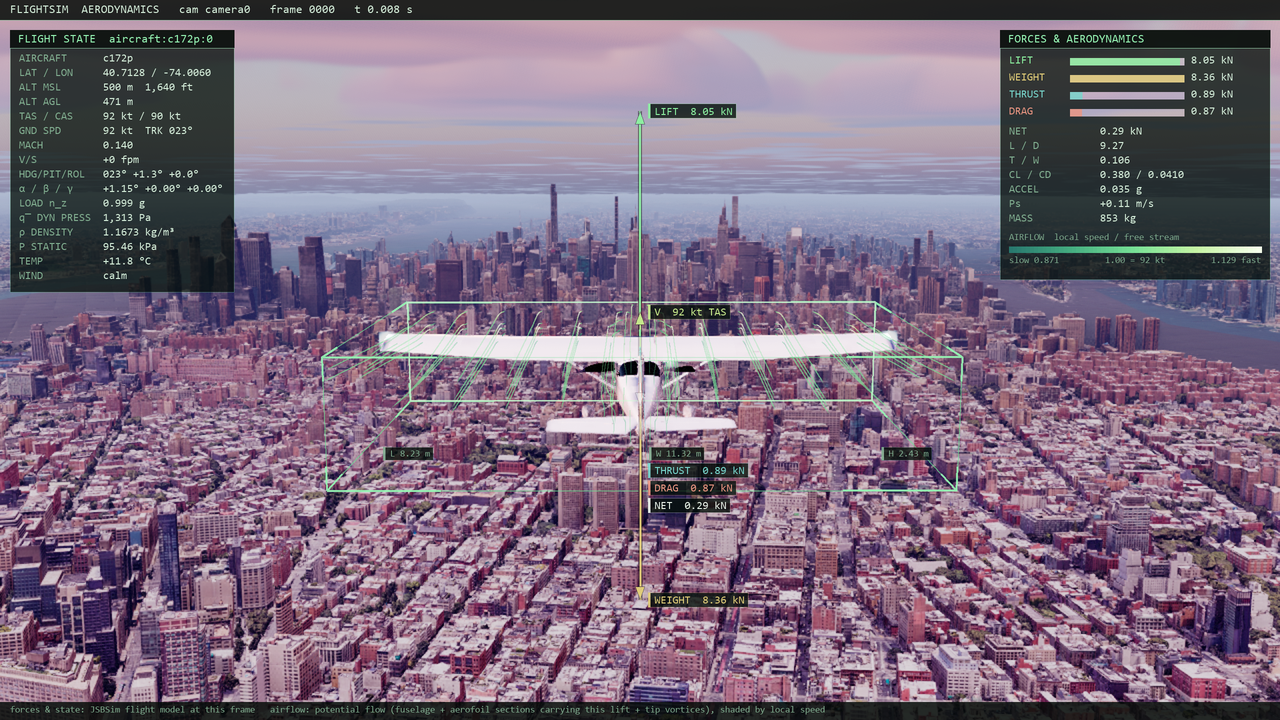 FLIGHTSIM AERODYNAMICS cam camera0 frame 0000 t 0.008 s
FLIGHT STATE aircraft:c172p:0
AIRCRAFT c172p
LAT / LON 40.7128 / -74.0060
ALT MSL 500 m 1,640 ft
ALT AGL 471 m
TAS / CAS 92 kt / 90 kt
GND SPD 92 kt TRK 023°
MACH 0.140
V/S +0 fpm
HDG/PIT/ROL 023° +1.3° +0.0°
α / β / γ +1.15° +0.00° +0.00°
LOAD n_z 0.999 g
q¯ DYN PRESS 1,313 Pa
ρ DENSITY 1.1673 kg/m³
P STATIC 95.46 kPa
TEMP +11.8 °C
WIND calm
FORCES & AERODYNAMICS
LIFT 8.05 kN
WEIGHT 8.36 kN
THRUST 0.89 kN
DRAG 0.87 kN
NET 0.29 kN
L / D 9.27
T / W 0.106
CL / CD 0.380 / 0.0410
ACCEL 0.035 g
Ps +0.11 m/s
MASS 853 kg
AIRFLOW local speed / free stream
slow 0.871 1.00 = 92 kt 1.129 fast
LIFT 8.05 kN
V 92 kt TAS
L 8.23 m
W 11.32 m
H 2.43 m
THRUST 0.89 kN
DRAG 0.87 kN
NET 0.29 kN
WEIGHT 8.36 kN
forces & state: JSBSim flight model at this frame airflow: potential flow (fuselage + aerofoil sections carrying this lift + tip vortices), shaded by local speed